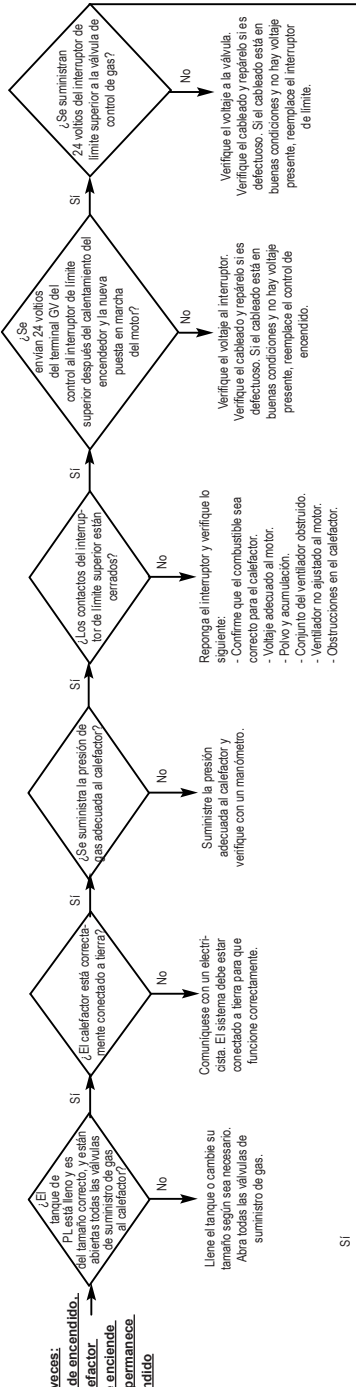 veces:
de encendido.
efactor
e enciende
permanece
ndido
¿El
tanque de
PL está lleno y es
del tamaño correcto, y están
abiertas todas las válvulas
de suministro de gas
al calefactor?
No
Llene el tanque o cambie su
tamaño según sea necesario.
Abra todas las válvulas de
suministro de gas.
Sí
¿El calefactor está correcta-
mente conectado a tierra?
No
Comuníquese con un electri-
cista. El sistema debe estar
conectado a tierra para que
funcione correctamente.
Sí
¿Se suministra la presión de
gas adecuada al calefactor?
No
Suministre la presión
adecuada al calefactor y
verifique con un manómetro.
Sí
¿Los contactos del interrup-
tor de límite superior están
cerrados?
No
Reponga el interruptor y verifique lo
siguiente:
- Confirme que el combustible sea
correcto para el calefactor.
- Voltaje adecuado al motor.
- Polvo y acumulación.
- Conjunto del ventilador obstruido.
- Ventilador no ajustado al motor.
- Obstrucciones en el calefactor.
Sí
¿Se
envían 24 voltios
del terminal GV del
control al interruptor de límite
superior después del calentamiento del
encendedor y la nueva
puesta en marcha
del motor?
No
Verifique el voltaje al interruptor.
Verifique el cableado y repárelo si es
defectuoso. Si el cableado está en
buenas condiciones y no hay voltaje
presente, reemplace el control de
encendido.
Sí
¿Se suministran
24 voltios del interruptor de
límite superior a la válvula de
control de gas?
No
Verifique el voltaje a la válvula.
Verifique el cableado y repárelo si es
defectuoso. Si el cableado está en
buenas condiciones y no hay voltaje
presente, reemplace el interruptor
de límite.
Sí